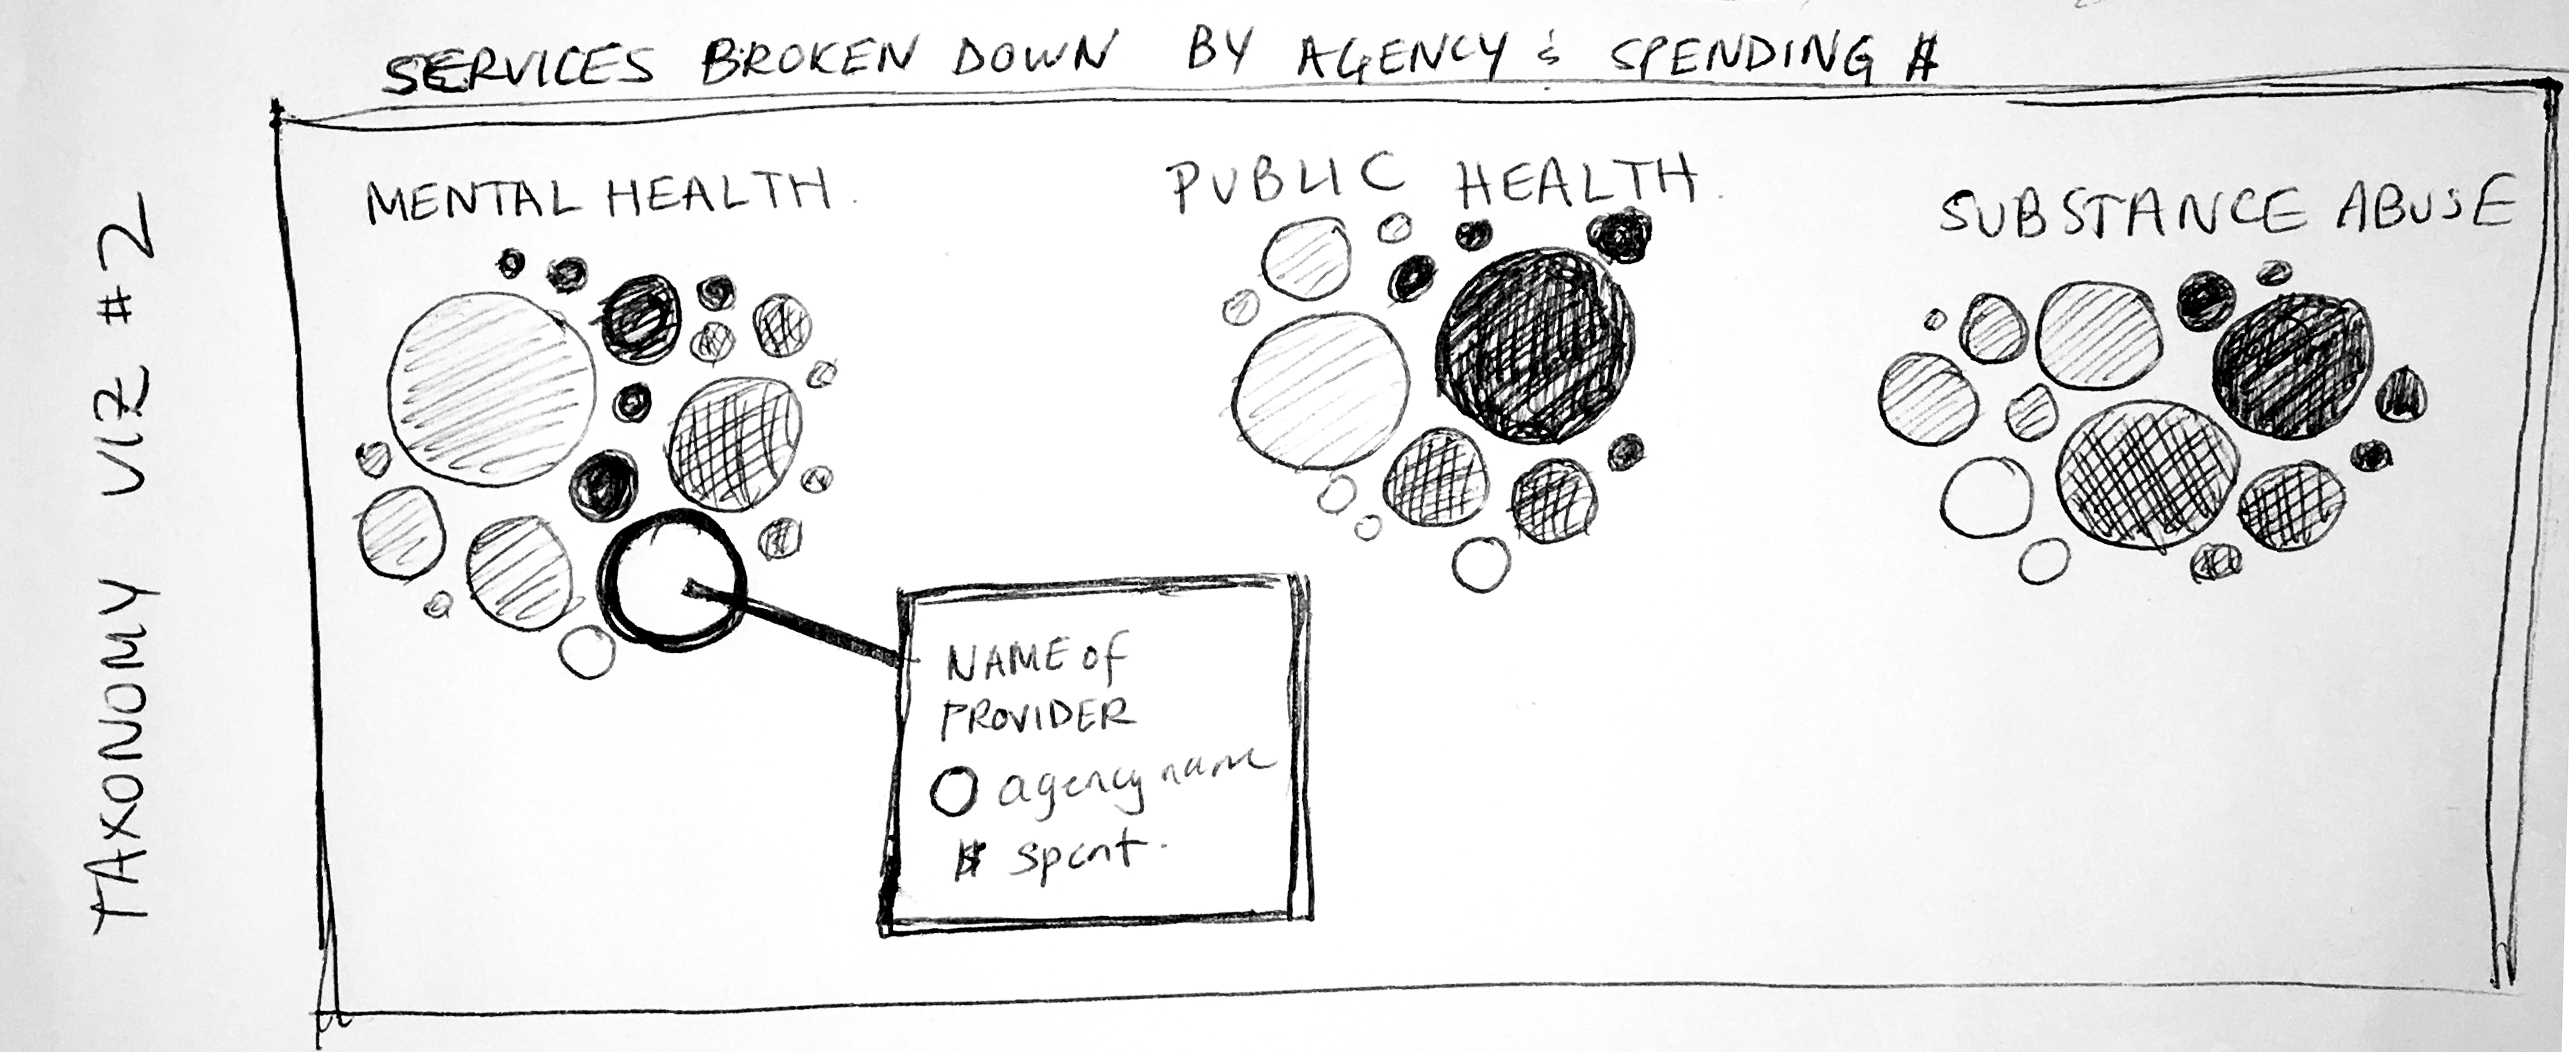 SERVICES BROKEN DOWN BY AGENCY & SPENDING $
TAXONOMY VIZ #2
MENTAL HEALTH.
PUBLIC HEALTH.
SUBSTANCE ABUSE
NAME OF
PROVIDER
agency name
$ spent.